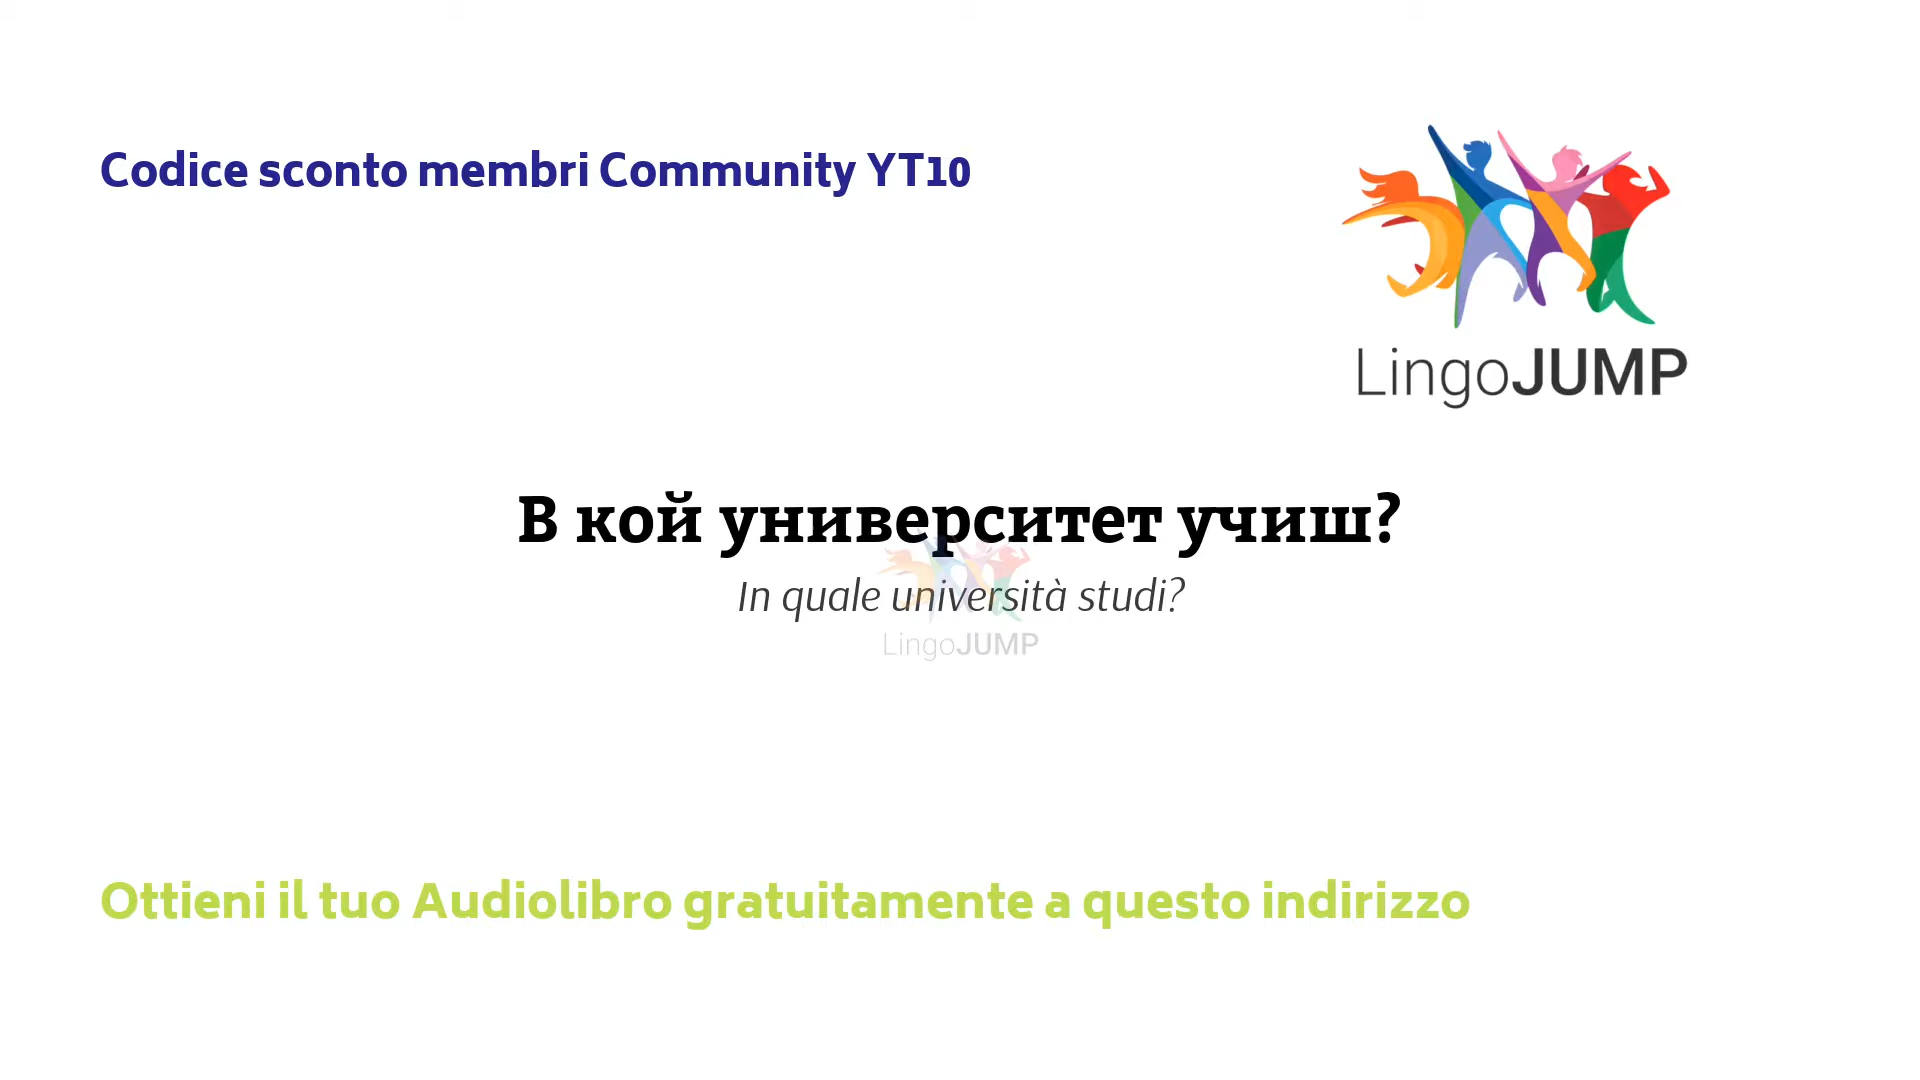 Codice sconto membri Community YT10
LingoJUMP
В кой университет учиш?
In quale università studi?
LingoJUMP
Ottieni il tuo Audiolibro gratuitamente a questo indirizzo